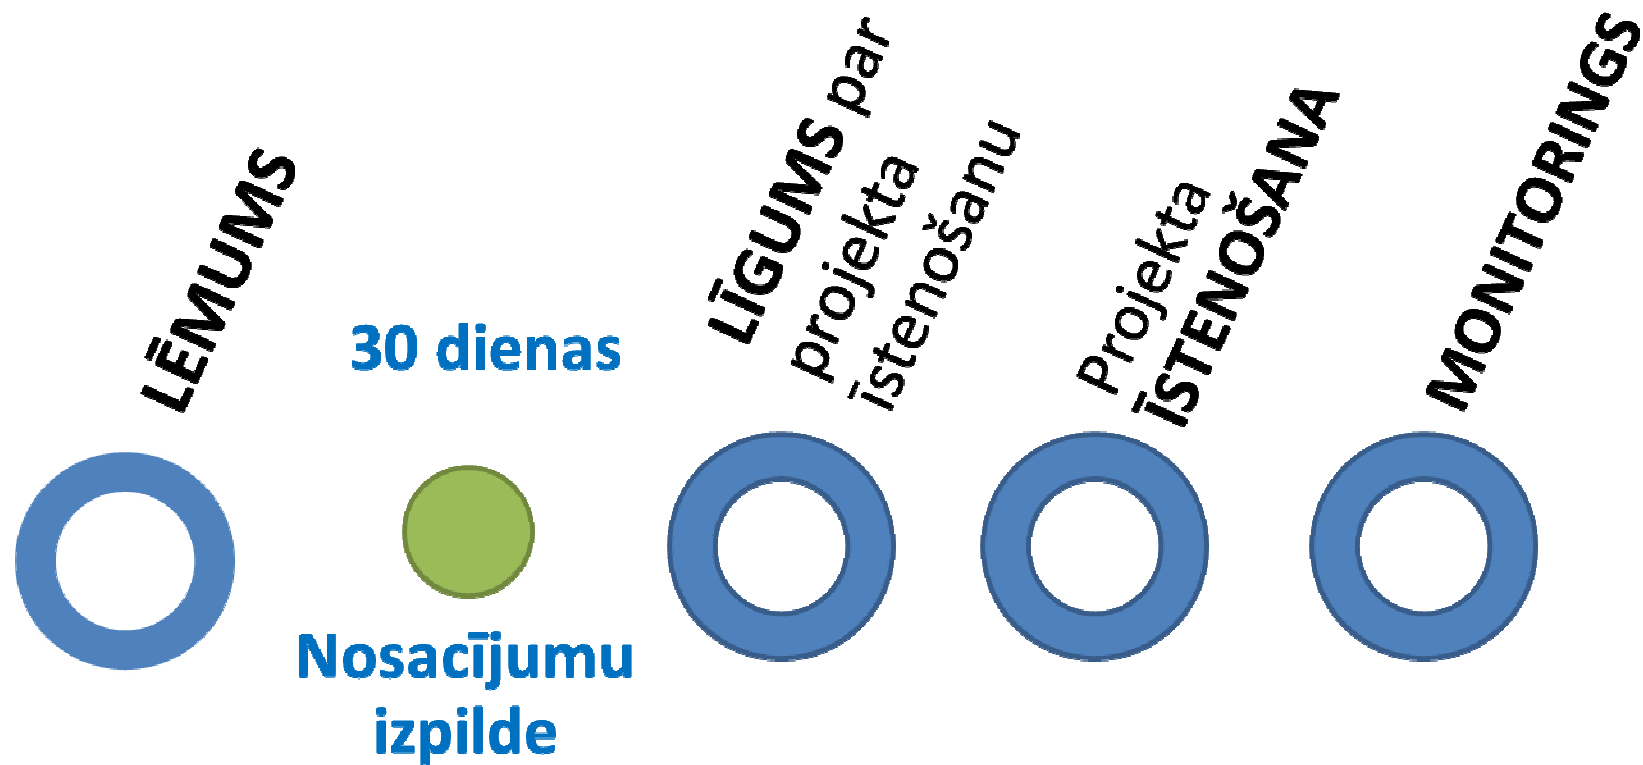 LĒMUMS
30 dienas
Nosacījumu
izpilde
LĪGUMS par
projekta
īstenošanu
Projekta
ĪSTENOŠANA
MONITORINGS